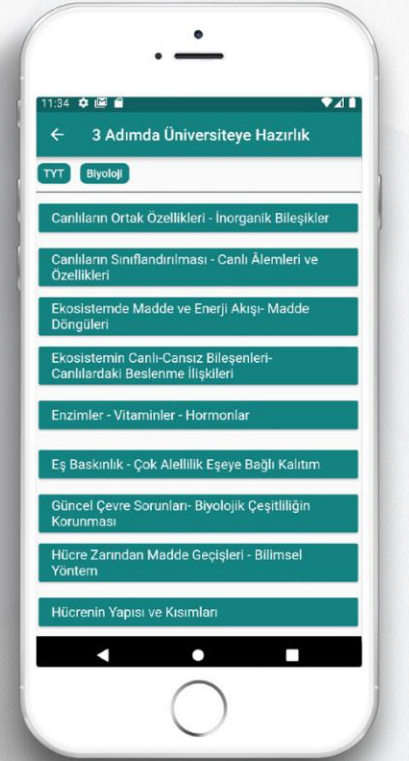 11:34
3 Adımda Üniversiteye Hazırlık
TYT
Biyoloji
Canlıların Ortak Özellikleri - İnorganik Bileşikler
Canlıların Sınıflandırılması - Canlı Âlemleri ve
Özellikleri
Ekosistemde Madde ve Enerji Akışı- Madde
Döngüleri
Ekosistemin Canlı-Cansız Bileşenleri-
Canlılardaki Beslenme İlişkileri
Enzimler - Vitaminler - Hormonlar
Eş Baskınlık - Çok Alellilik Eşeye Bağlı Kalıtım
Güncel Çevre Sorunları- Biyolojik Çeşitliliğin
Korunması
Hücre Zarından Madde Geçişleri - Bilimsel
Yöntem
Hücrenin Yapısı ve Kısımları